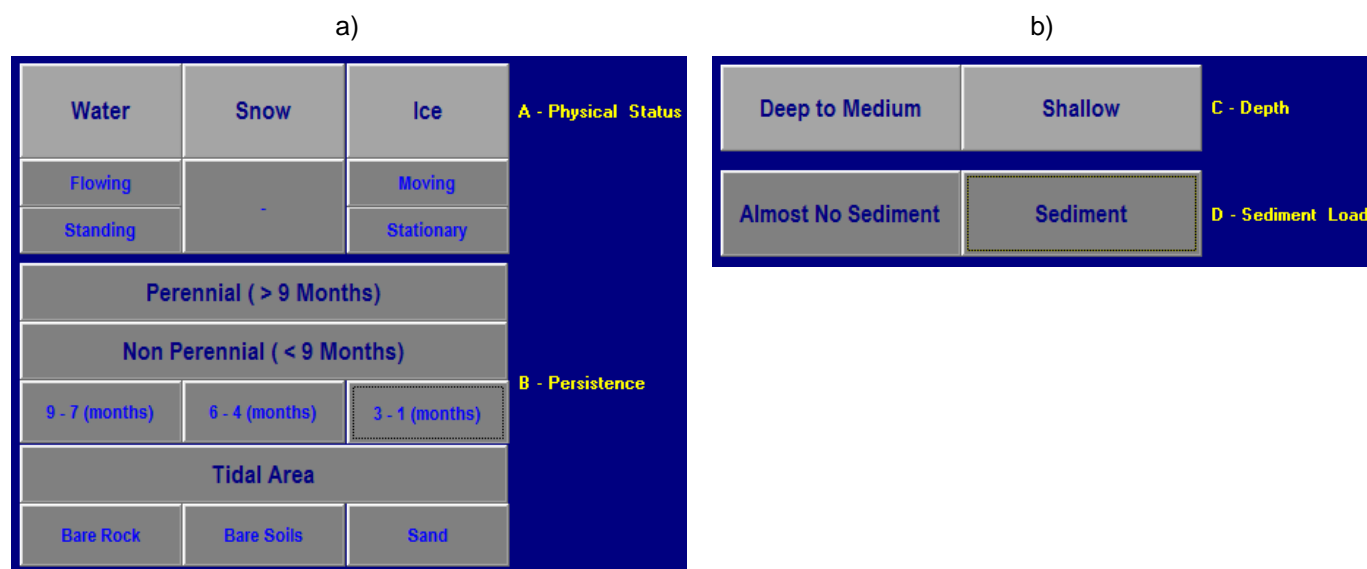 a)
Water Snow Ice A - Physical Status
Flowing - Moving
Standing Stationary
Perennial ( > 9 Months)
Non Perennial ( < 9 Months)
B - Persistence
9 - 7 (months) 6 - 4 (months) 3 - 1 (months)
Tidal Area
Bare Rock Bare Soils Sand
b)
Deep to Medium Shallow C - Depth
Almost No Sediment Sediment D - Sediment Load